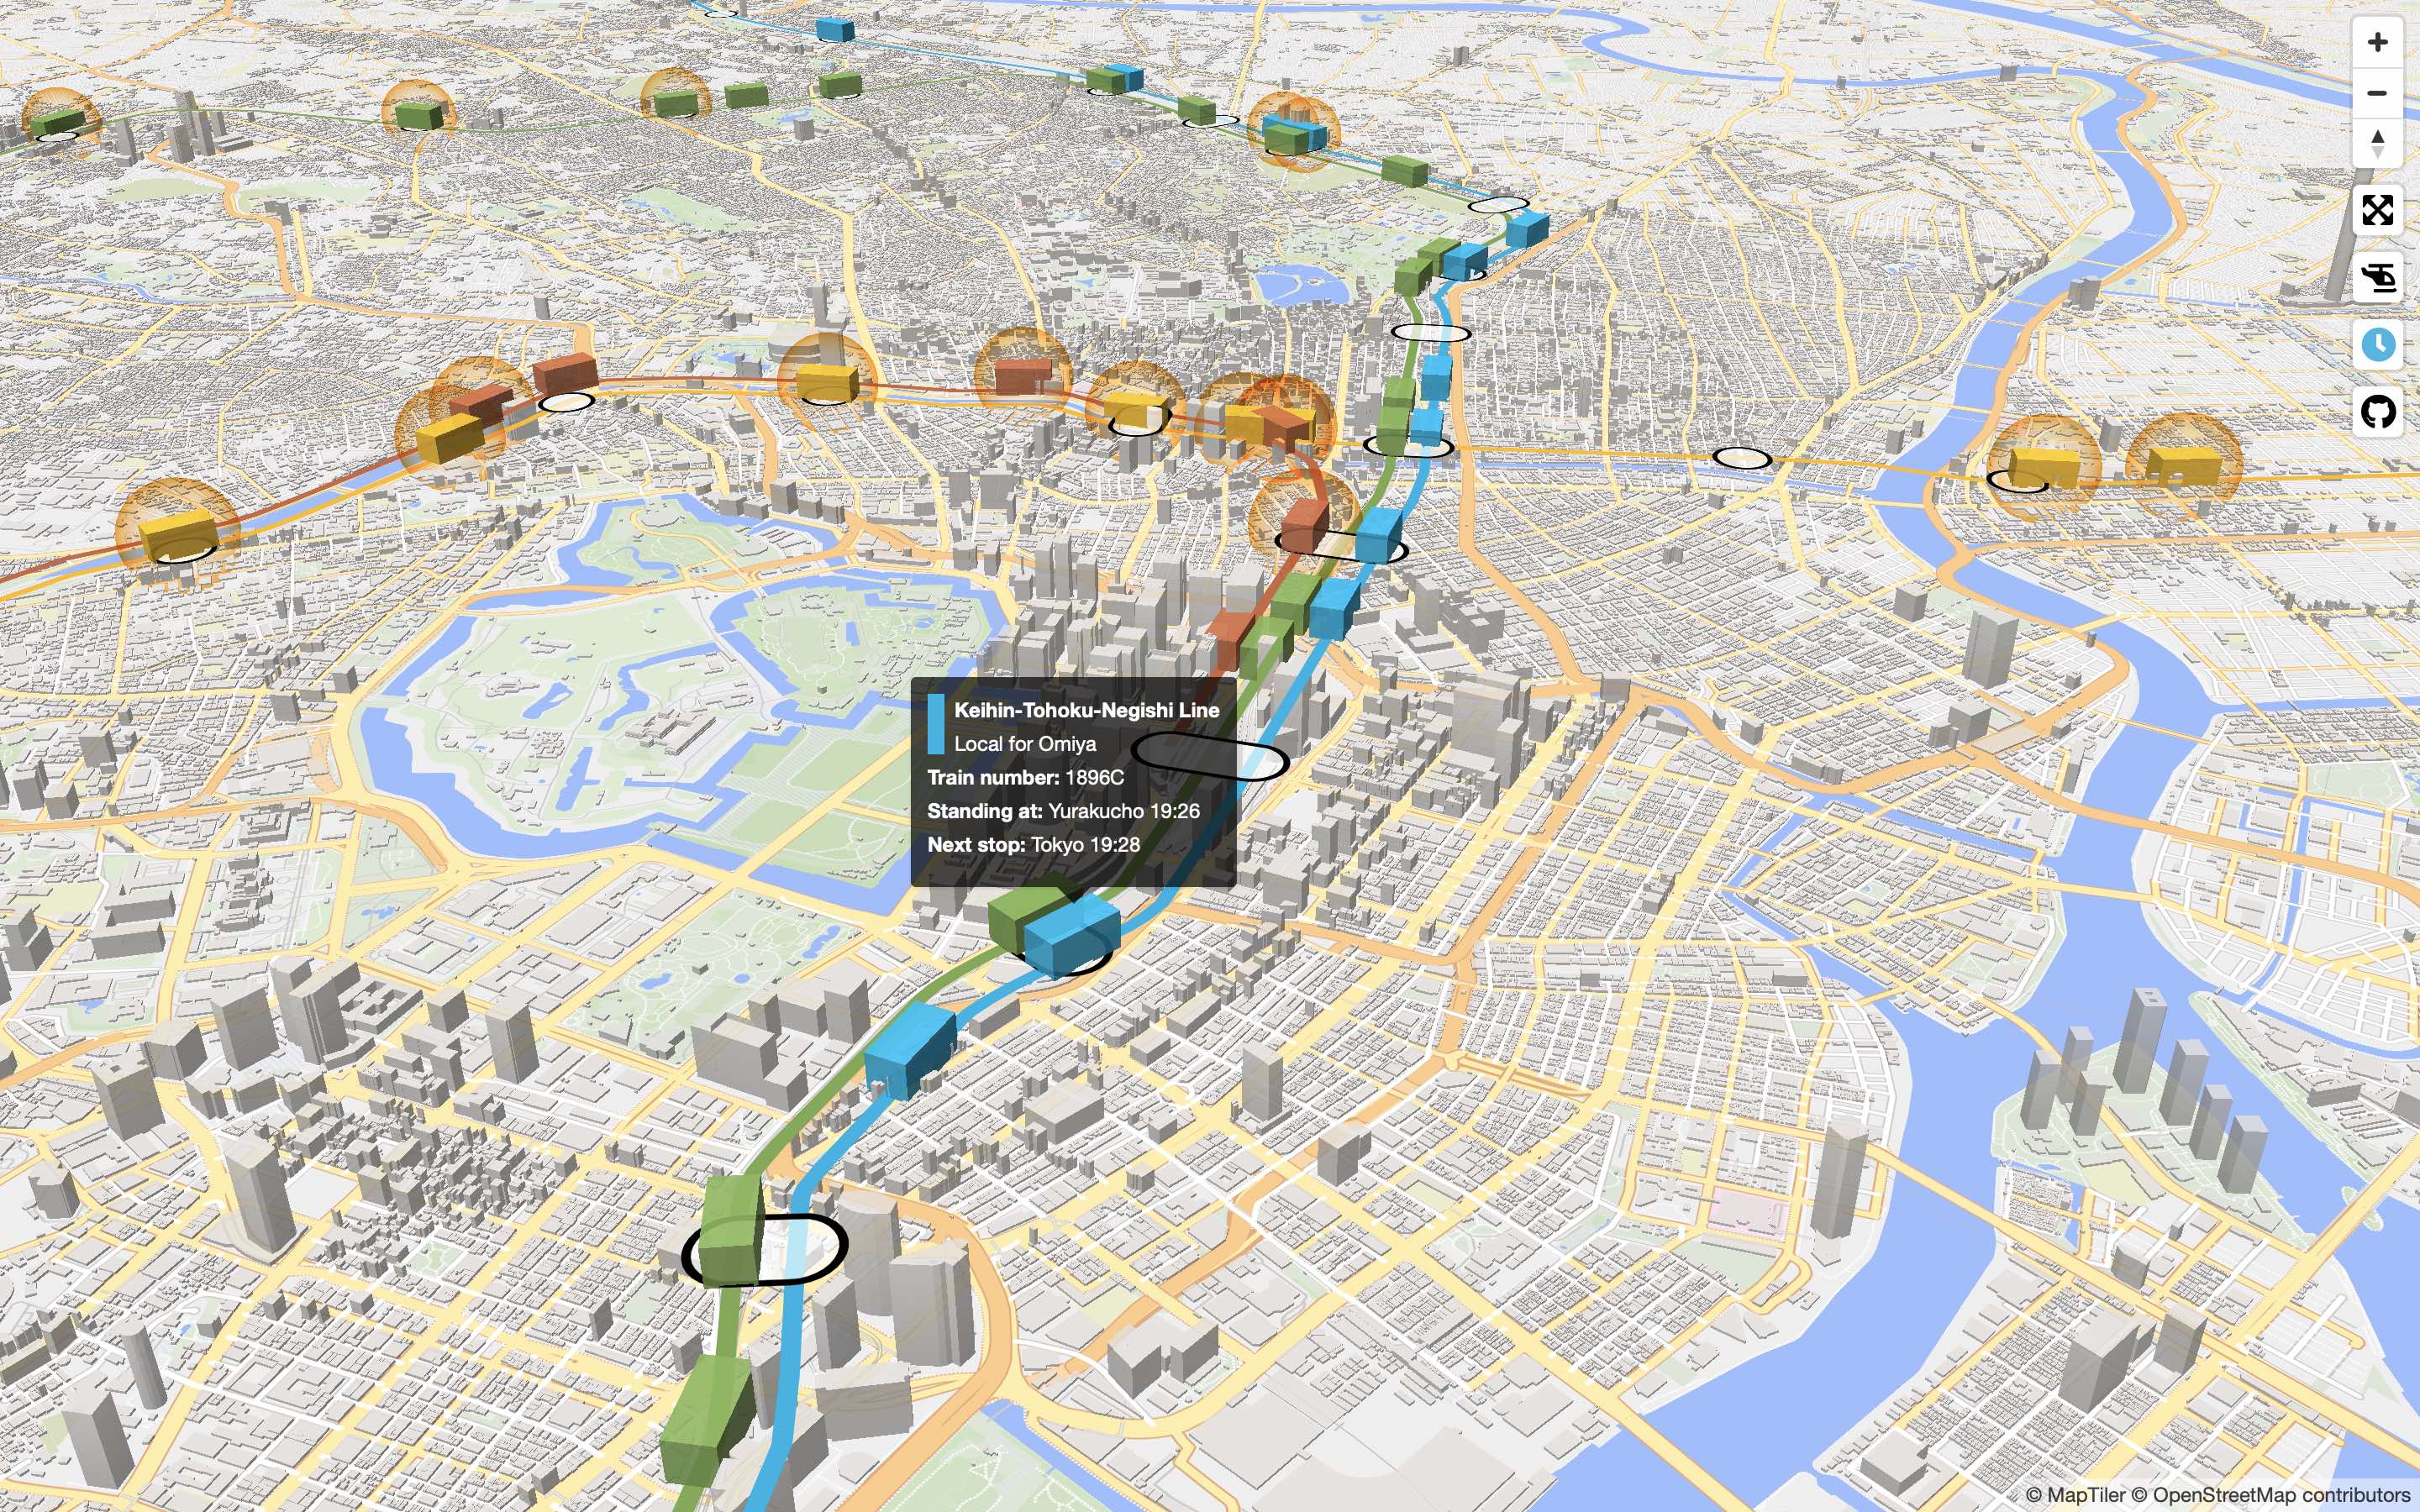 Keihin-Tohoku-Negishi Line
Local for Omiya
Train number: 1896C
Standing at: Yurakucho 19:26
Next stop: Tokyo 19:28
© MapTiler © OpenStreetMap contributors